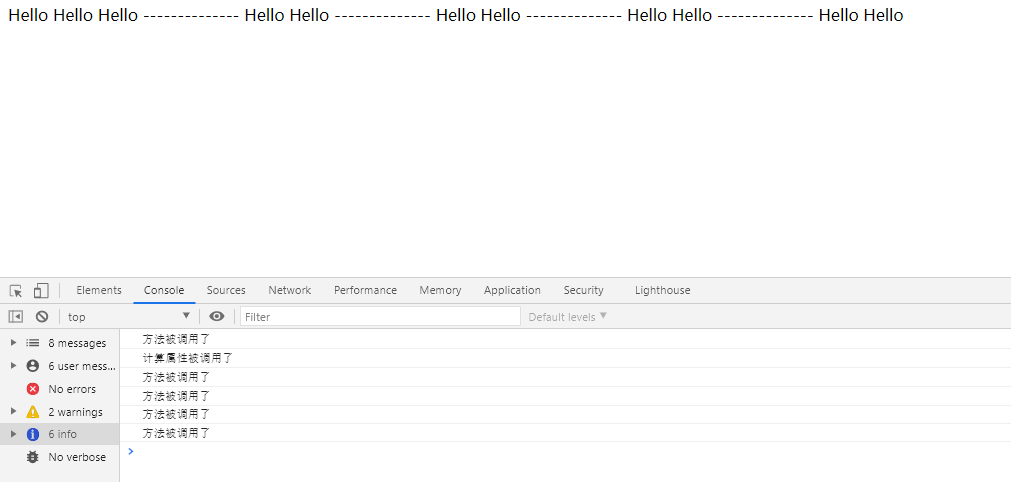 Hello Hello Hello -------------- Hello Hello -------------- Hello Hello -------------- Hello Hello -------------- Hello Hello
Elements Console Sources Network Performance Memory Application Security Lighthouse
top Filter Default levels
8 messages
6 user mess...
No errors
2 warnings
6 info
No verbose
方法被调用了
计算属性被调用了
方法被调用了
方法被调用了
方法被调用了
方法被调用了